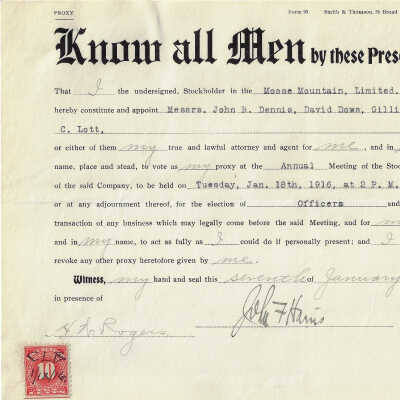 PROXY Form 95 Smith & Thomson, 76 Broad
Know all Men by these Pres
That I the undersigned, Stockholder in the Moose Mountain, Limited.
hereby constitute and appoint Messrs. John B. Dennis, David Dows, Gilli
C. Lott,
or either of them my true and lawful attorney and agent for me, and in
name, place and stead, to vote as my proxy at the Annual Meeting of the Stoc
of the said Company, to be held on Tuesday, Jan. 18th, 1916, at 2 P. M.
or at any adjournment thereof, for the election of Officers and
transaction of any business which may legally come before the said Meeting, and for m
and in my name, to act as fully as I could do if personally present; and I
revoke any other proxy heretofore given by me.
Witness, my hand and seal this seventh of January
in presence of
John F Harris
Rogers
10